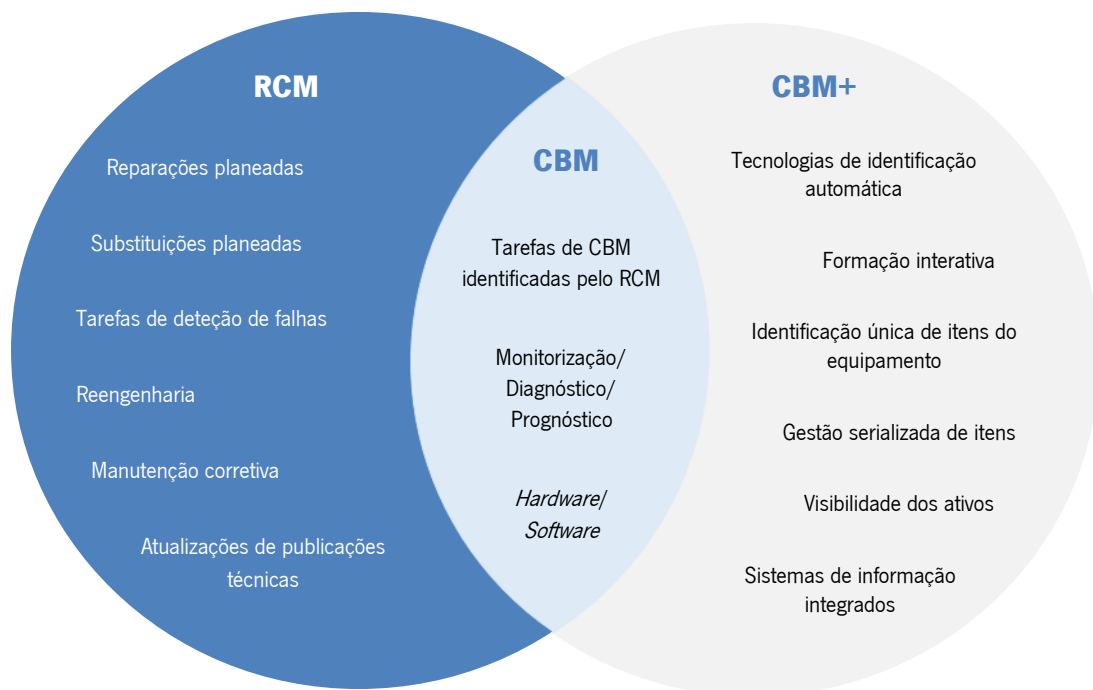 RCM
Reparações planeadas
Substituições planeadas
Tarefas de deteção de falhas
Reengenharia
Manutenção corretiva
Atualizações de publicações
técnicas
CBM
Tarefas de CBM
identificadas pelo RCM
Monitorização/
Diagnóstico/
Prognóstico
Hardware/
Software
CBM+
Tecnologias de identificação
automática
Formação interativa
Identificação única de itens do
equipamento
Gestão serializada de itens
Visibilidade dos ativos
Sistemas de informação
integrados